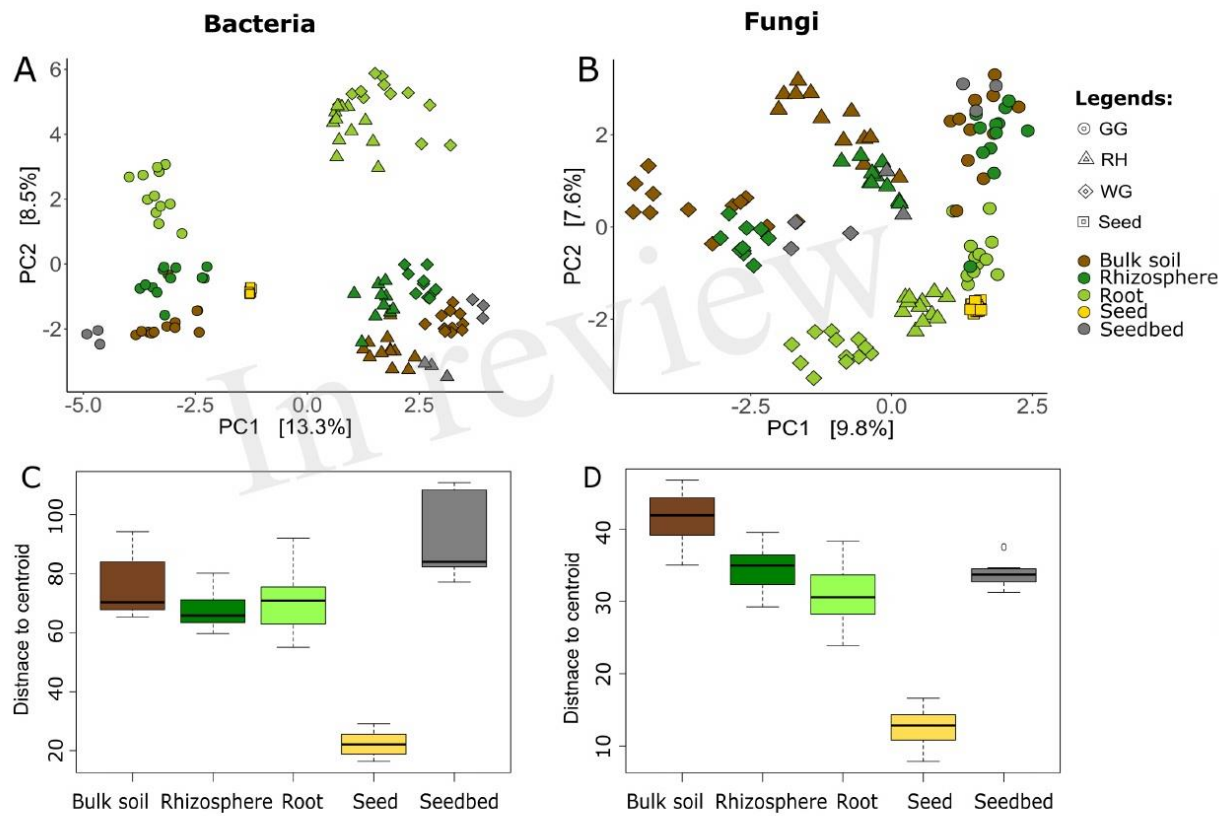 Bacteria
Fungi
A
6
4
2
0
-2
PC2 [8.5%]
-5.0
-2.5
0.0
2.5
PC1 [13.3%]
B
2
0
-2
PC2 [7.6%]
-2.5
0.0
2.5
PC1 [9.8%]
Legends:
GG
RH
WG
Seed
Bulk soil
Rhizosphere
Root
Seed
Seedbed
In review
C
100
80
60
40
20
Distnace to centroid
Bulk soil
Rhizosphere
Root
Seed
Seedbed
D
40
30
20
10
Distnace to centroid
Bulk soil
Rhizosphere
Root
Seed
Seedbed